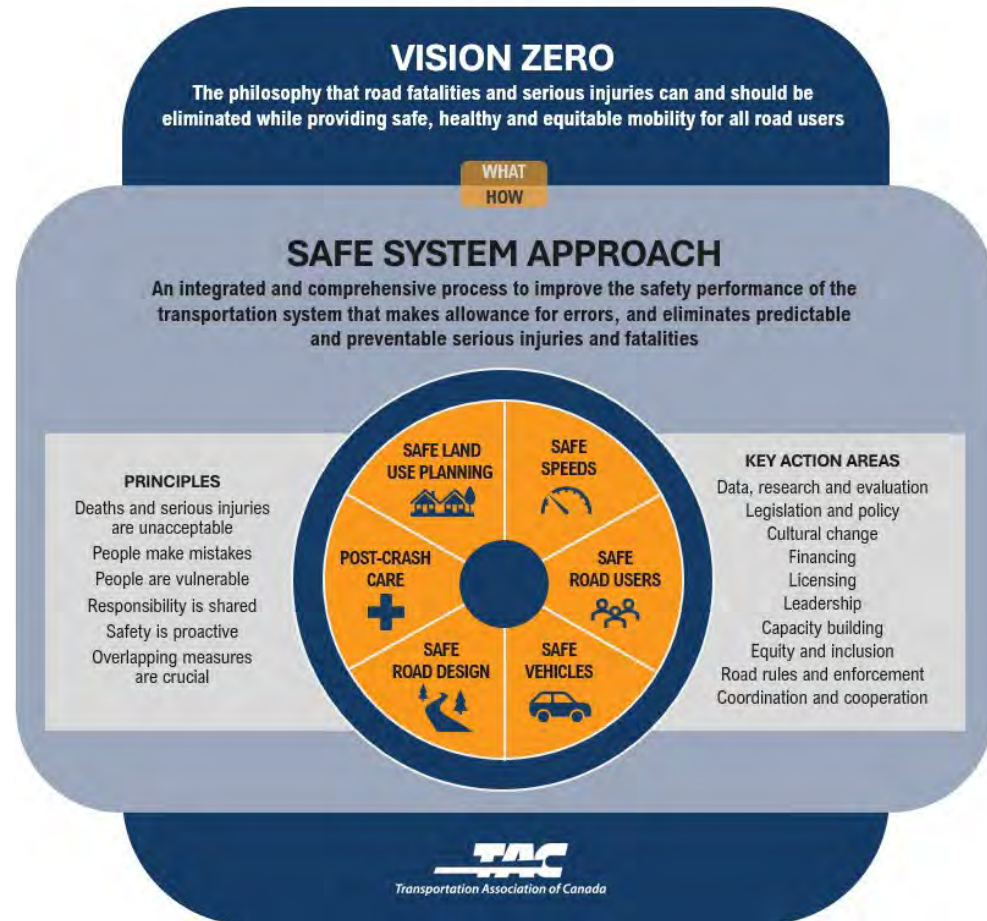 VISION ZERO
The philosophy that road fatalities and serious injuries can and should be
eliminated while providing safe, healthy and equitable mobility for all road users
WHAT
HOW
SAFE SYSTEM APPROACH
An integrated and comprehensive process to improve the safety performance of the
transportation system that makes allowance for errors, and eliminates predictable
and preventable serious injuries and fatalities
PRINCIPLES
Deaths and serious injuries
are unacceptable
People make mistakes
People are vulnerable
Responsibility is shared
Safety is proactive
Overlapping measures
are crucial
SAFE LAND
USE PLANNING
SAFE
SPEEDS
POST-CRASH
CARE
SAFE
ROAD USERS
SAFE
ROAD DESIGN
SAFE
VEHICLES
KEY ACTION AREAS
Data, research and evaluation
Legislation and policy
Cultural change
Financing
Licensing
Leadership
Capacity building
Equity and inclusion
Road rules and enforcement
Coordination and cooperation
TAC
Transportation Association of Canada